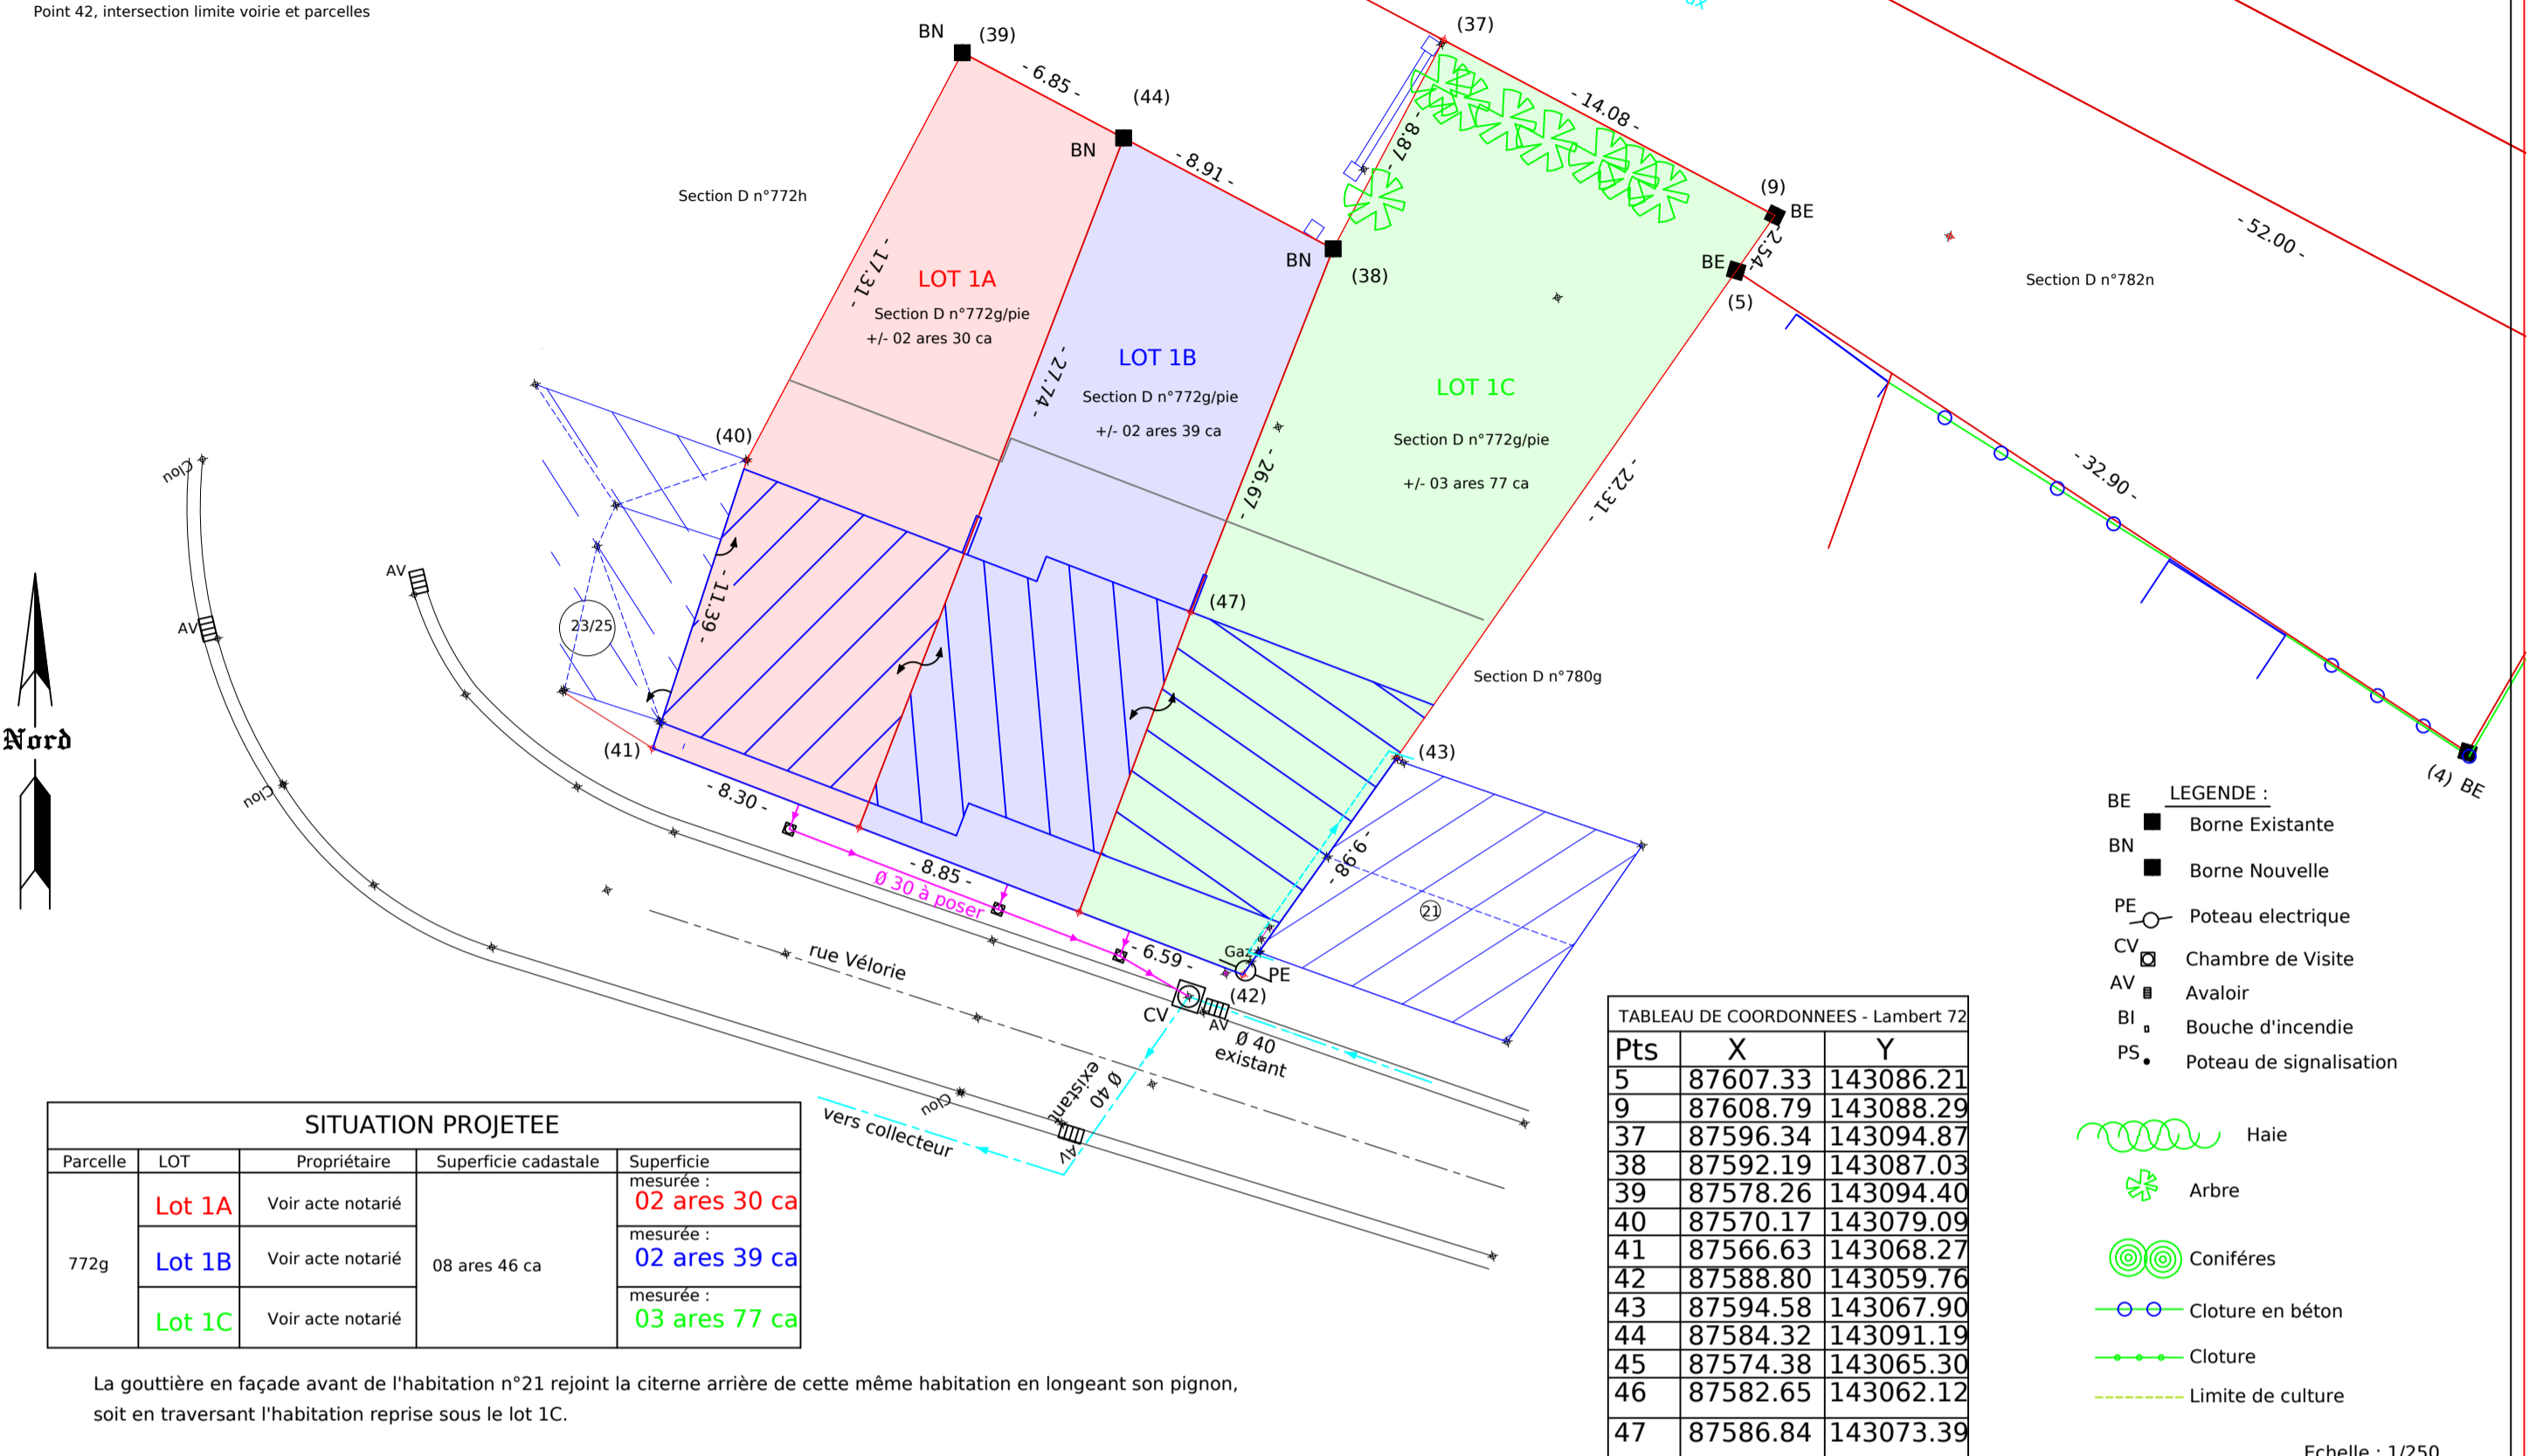 Point 42, intersection limite voirie et parcelles
BN
(39)
- 6.85 -
(44)
BN
- 8.91 -
(37)
- 14.08 -
- 8.87 -
(9)
BE
2.54-
BE
(5)
BN
(38)
- 52.00 -
Section D n°782n
Section D n°772h
- 17.31 -
LOT 1A
Section D n°772g/pie
+/- 02 ares 30 ca
- 27.74 -
LOT 1B
Section D n°772g/pie
+/- 02 ares 39 ca
- 26.67 -
LOT 1C
Section D n°772g/pie
+/- 03 ares 77 ca
- 22.31 -
- 32.90 -
(40)
Clou
AV
AV
23/25
- 11.39 -
(47)
Section D n°780g
Nord
(41)
(43)
(4) BE
Clou
- 8.30 -
- 8.85 -
Ø 30 à poser
- 9.98 -
21
rue Vélorie
- 6.59 -
Gaz
PE
(42)
CV
AV
Ø 40
existant
Ø 40
existant
Clou
vers collecteur
AV
LEGENDE :
BE
Borne Existante
BN
Borne Nouvelle
PE
Poteau electrique
CV
Chambre de Visite
AV
Avaloir
BI
Bouche d'incendie
PS
Poteau de signalisation
Haie
Arbre
Coniféres
Cloture en béton
Cloture
Limite de culture
Echelle : 1/250
TABLEAU DE COORDONNEES - Lambert 72
Pts X Y
5 87607.33 143086.21
9 87608.79 143088.29
37 87596.34 143094.87
38 87592.19 143087.03
39 87578.26 143094.40
40 87570.17 143079.09
41 87566.63 143068.27
42 87588.80 143059.76
43 87594.58 143067.90
44 87584.32 143091.19
45 87574.38 143065.30
46 87582.65 143062.12
47 87586.84 143073.39
SITUATION PROJETEE
Parcelle LOT Propriétaire Superficie cadastale Superficie
mesurée :
Lot 1A Voir acte notarié 02 ares 30 ca
mesurée :
772g Lot 1B Voir acte notarié 08 ares 46 ca 02 ares 39 ca
mesurée :
Lot 1C Voir acte notarié 03 ares 77 ca
La gouttière en façade avant de l'habitation n°21 rejoint la citerne arrière de cette même habitation en longeant son pignon,
soit en traversant l'habitation reprise sous le lot 1C.